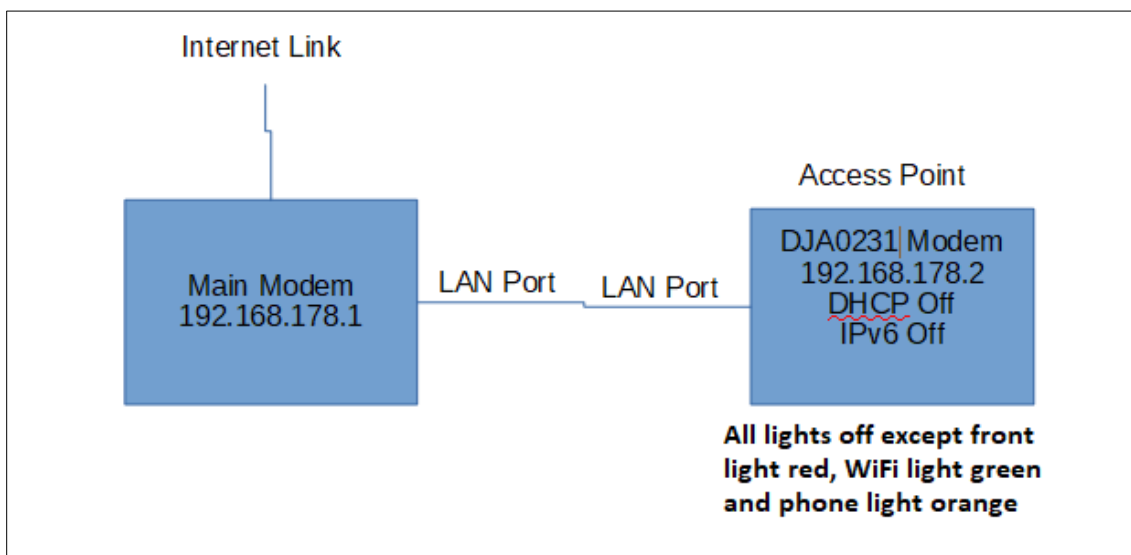 Internet Link
Access Point
Main Modem
192.168.178.1
LAN Port
LAN Port
DJA0231 Modem
192.168.178.2
DHCP Off
IPv6 Off
All lights off except front
light red, WiFi light green
and phone light orange